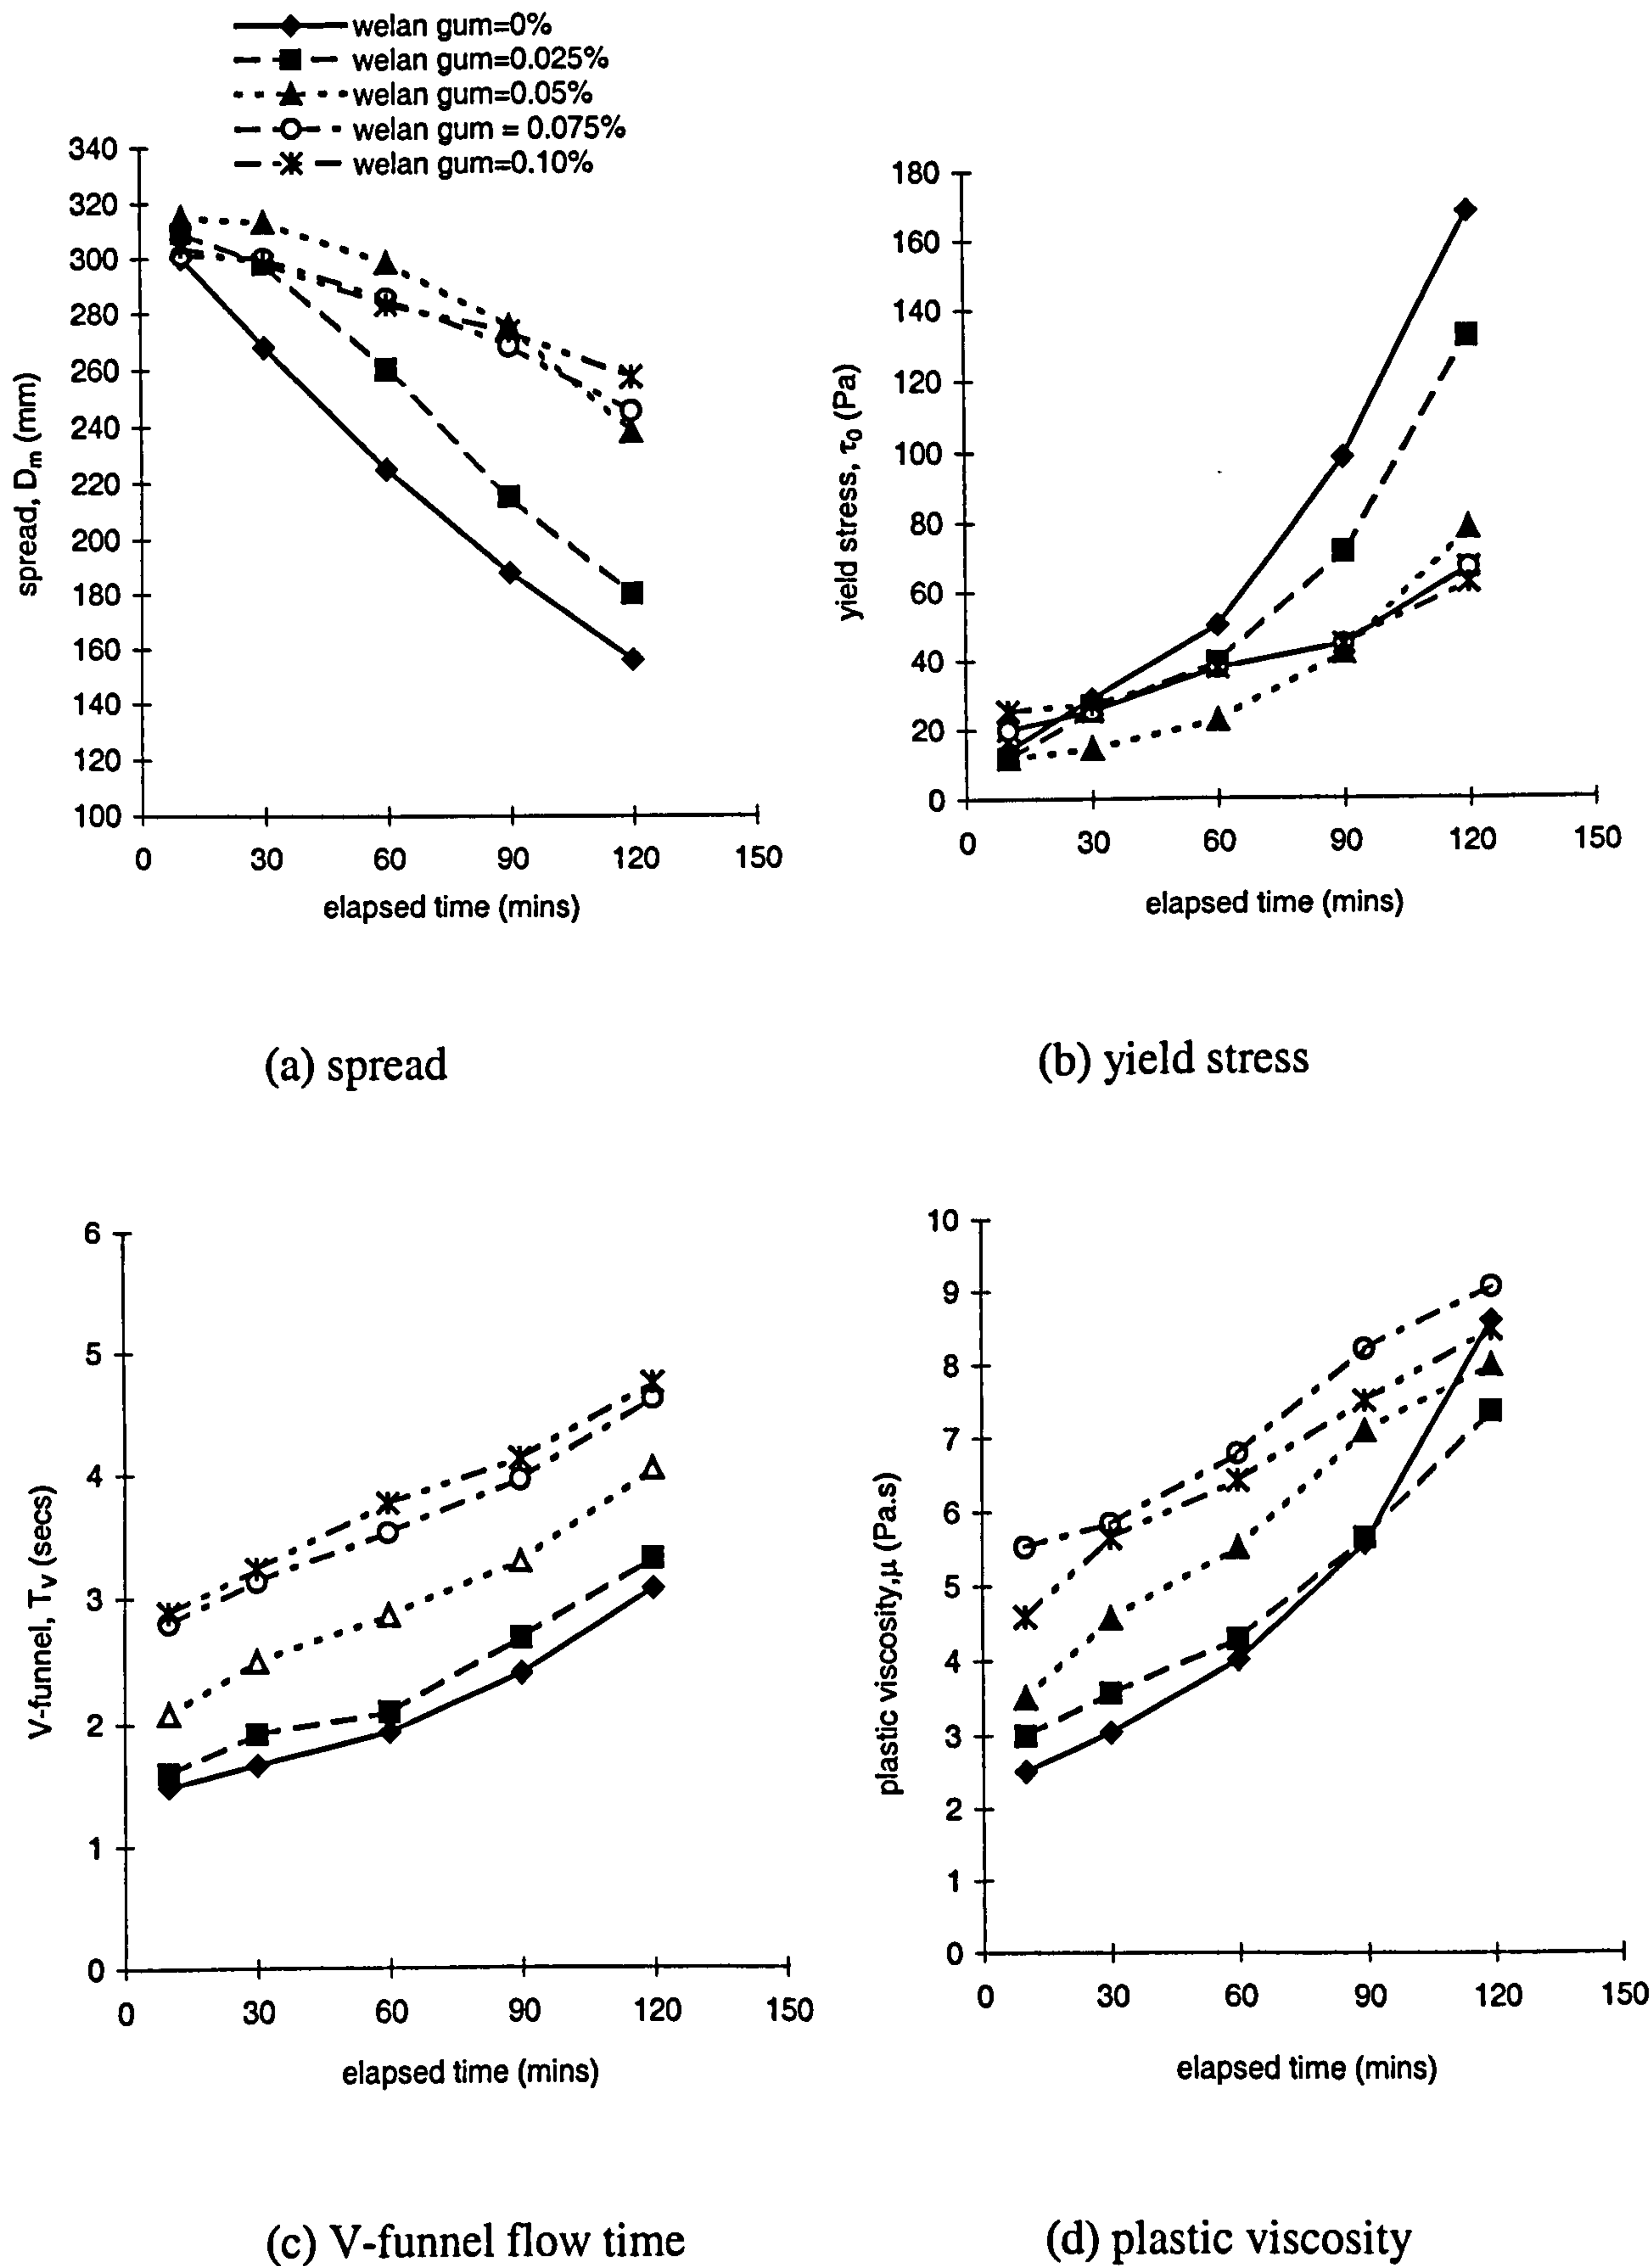 welan gum=0%
welan gum=0.025%
welan gum=0.05%
welan gum = 0.075%
welan gum=0.10%
340
320
300
280
260
240
220
200
180
160
140
120
100
spread, Dm (mm)
0 30 60 90 120 150
elapsed time (mins)
(a) spread
180
160
140
120
100
80
60
40
20
0
yield stress, τ0 (Pa)
0 30 60 90 120 150
elapsed time (mins)
(b) yield stress
6
5
4
3
2
1
0
V-funnel, Tv (secs)
0 30 60 90 120 150
elapsed time (mins)
(c) V-funnel flow time
10
9
8
7
6
5
4
3
2
1
0
plastic viscosity,μ (Pa.s)
0 30 60 90 120 150
elapsed time (mins)
(d) plastic viscosity